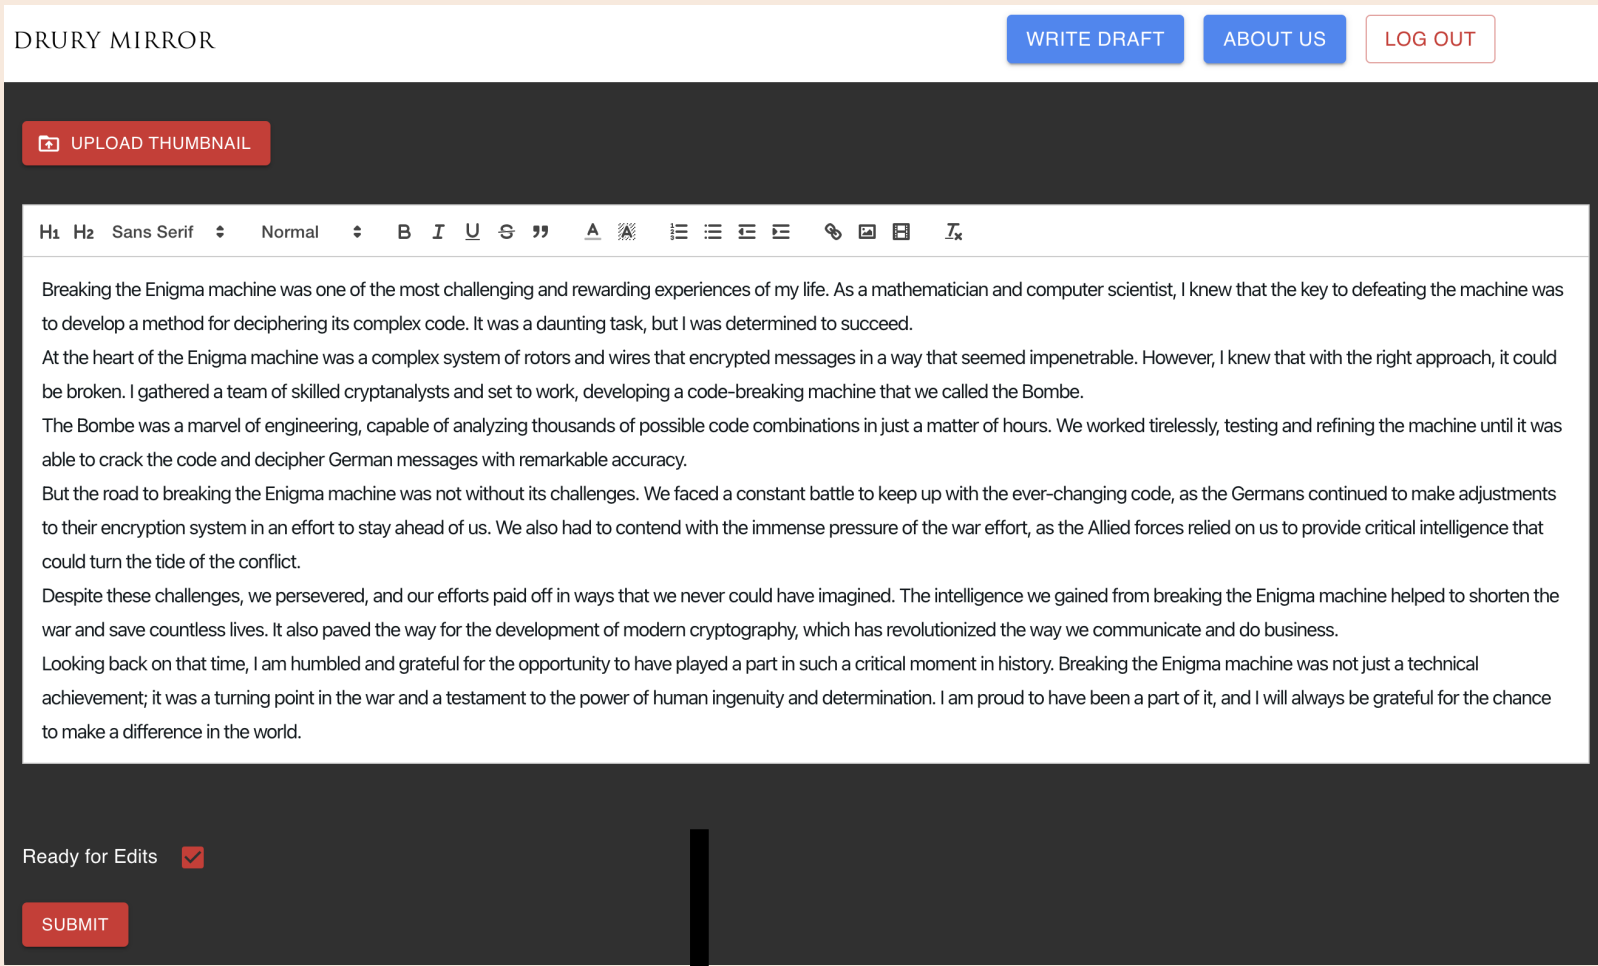 DRURY MIRROR
WRITE DRAFT
ABOUT US
LOG OUT
UPLOAD THUMBNAIL
H1 H2 Sans Serif Normal B I U S A A Tx
Breaking the Enigma machine was one of the most challenging and rewarding experiences of my life. As a mathematician and computer scientist, I knew that the key to defeating the machine was
to develop a method for deciphering its complex code. It was a daunting task, but I was determined to succeed.
At the heart of the Enigma machine was a complex system of rotors and wires that encrypted messages in a way that seemed impenetrable. However, I knew that with the right approach, it could
be broken. I gathered a team of skilled cryptanalysts and set to work, developing a code-breaking machine that we called the Bombe.
The Bombe was a marvel of engineering, capable of analyzing thousands of possible code combinations in just a matter of hours. We worked tirelessly, testing and refining the machine until it was
able to crack the code and decipher German messages with remarkable accuracy.
But the road to breaking the Enigma machine was not without its challenges. We faced a constant battle to keep up with the ever-changing code, as the Germans continued to make adjustments
to their encryption system in an effort to stay ahead of us. We also had to contend with the immense pressure of the war effort, as the Allied forces relied on us to provide critical intelligence that
could turn the tide of the conflict.
Despite these challenges, we persevered, and our efforts paid off in ways that we never could have imagined. The intelligence we gained from breaking the Enigma machine helped to shorten the
war and save countless lives. It also paved the way for the development of modern cryptography, which has revolutionized the way we communicate and do business.
Looking back on that time, I am humbled and grateful for the opportunity to have played a part in such a critical moment in history. Breaking the Enigma machine was not just a technical
achievement; it was a turning point in the war and a testament to the power of human ingenuity and determination. I am proud to have been a part of it, and I will always be grateful for the chance
to make a difference in the world.
Ready for Edits
SUBMIT